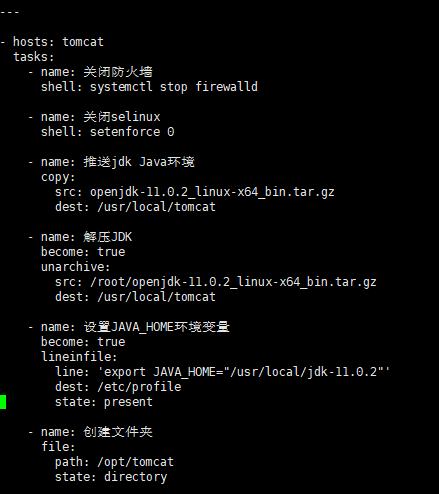 ---
- hosts: tomcat
  tasks:
    - name: 关闭防火墙
      shell: systemctl stop firewalld
    - name: 关闭selinux
      shell: setenforce 0
    - name: 推送jdk Java环境
      copy:
        src: openjdk-11.0.2_linux-x64_bin.tar.gz
        dest: /usr/local/tomcat
    - name: 解压JDK
      become: true
      unarchive:
        src: /root/openjdk-11.0.2_linux-x64_bin.tar.gz
        dest: /usr/local/tomcat
    - name: 设置JAVA_HOME环境变量
      become: true
      lineinfile:
        line: 'export JAVA_HOME="/usr/local/jdk-11.0.2"'
        dest: /etc/profile
        state: present
    - name: 创建文件夹
      file:
        path: /opt/tomcat
        state: directory